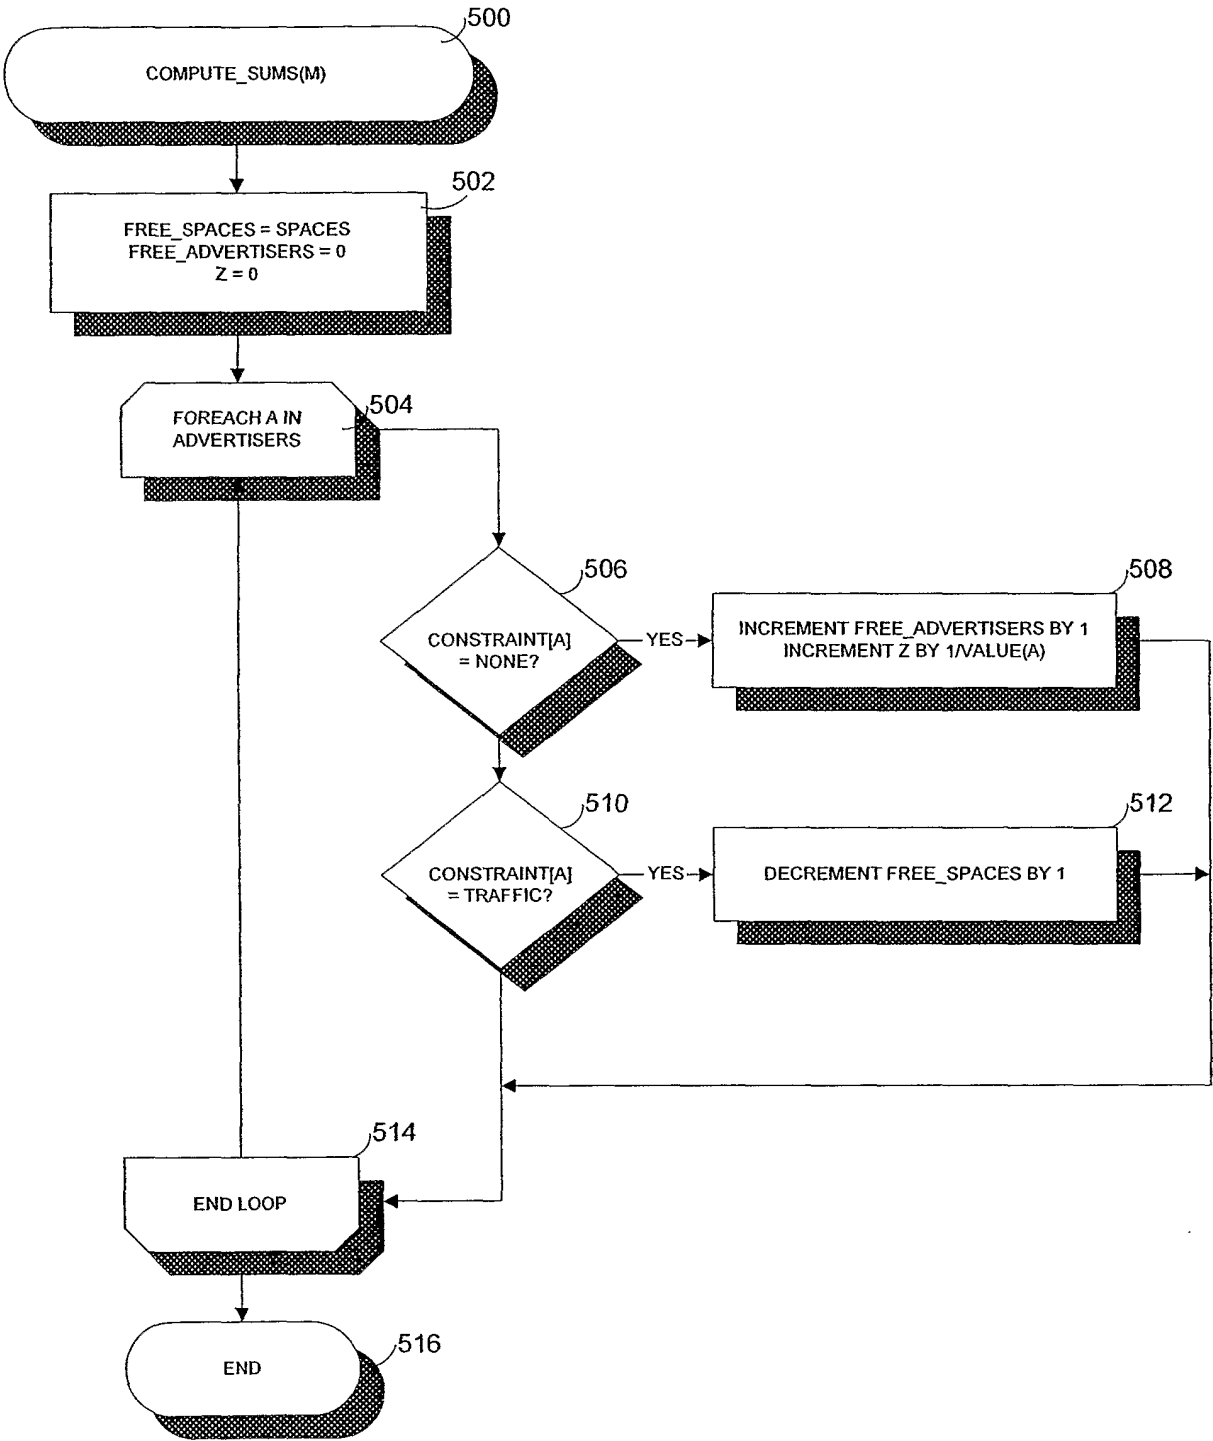 500
COMPUTE_SUMS(M)
502
FREE_SPACES = SPACES
FREE_ADVERTISERS = 0
Z = 0
504
FOREACH A IN
ADVERTISERS
506
CONSTRAINT[A]
= NONE?
YES
508
INCREMENT FREE_ADVERTISERS BY 1
INCREMENT Z BY 1/VALUE(A)
510
CONSTRAINT[A]
= TRAFFIC?
YES
512
DECREMENT FREE_SPACES BY 1
514
END LOOP
516
END